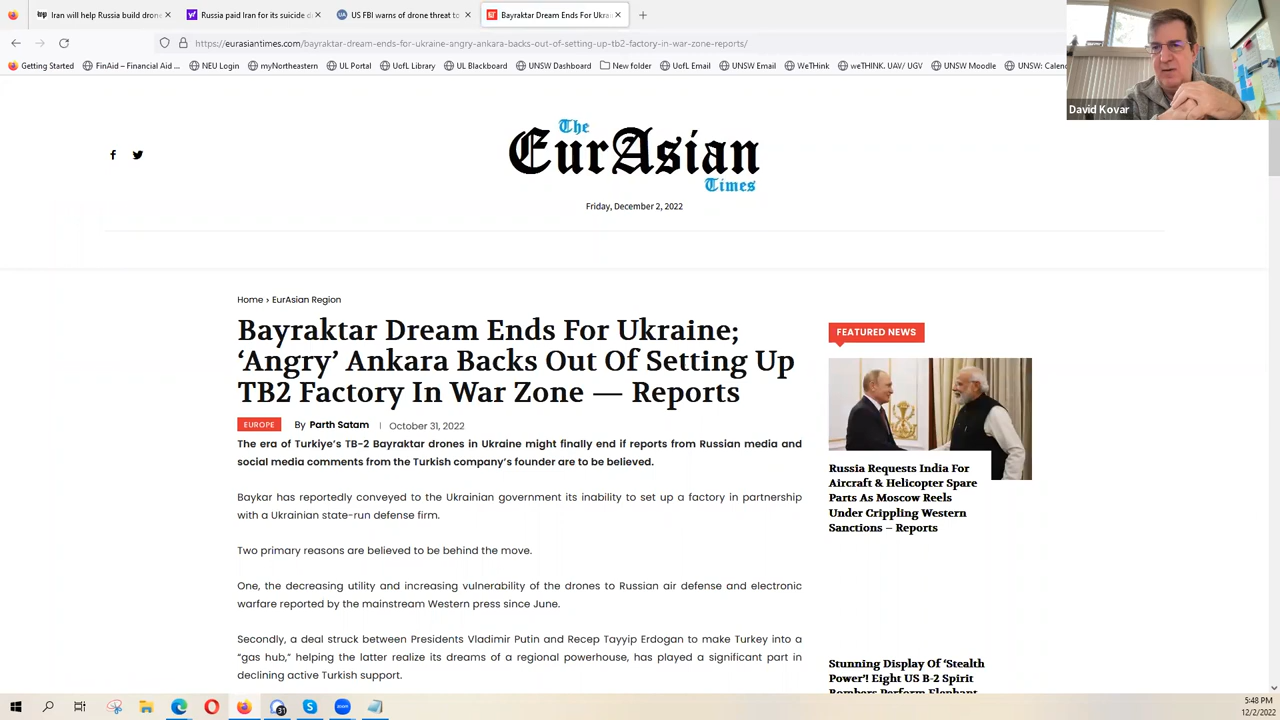 Iran will help Russia build drone
Russia paid Iran for its suicide d
US FBI warns of drone threat to
Bayraktar Dream Ends For Ukrai
https://eurasiantimes.com/bayraktar-dream-ends-for-ukraine-angry-ankara-backs-out-of-setting-up-tb2-factory-in-war-zone-reports/
Getting Started FinAid – Financial Aid ... NEU Login myNortheastern UL Portal UofL Library UL Blackboard UNSW Dashboard New folder UofL Email UNSW Email WeTHink weTHINK. UAV/ UGV UNSW Moodle UNSW: Calen
David Kovar
The
EurAsian
Times
Friday, December 2, 2022
Home › EurAsian Region
Bayraktar Dream Ends For Ukraine;
‘Angry’ Ankara Backs Out Of Setting Up
TB2 Factory In War Zone — Reports
EUROPE By Parth Satam | October 31, 2022
The era of Turkiye’s TB-2 Bayraktar drones in Ukraine might finally end if reports from Russian media and
social media comments from the Turkish company’s founder are to be believed.
Baykar has reportedly conveyed to the Ukrainian government its inability to set up a factory in partnership
with a Ukrainian state-run defense firm.
Two primary reasons are believed to be behind the move.
One, the decreasing utility and increasing vulnerability of the drones to Russian air defense and electronic
warfare reported by the mainstream Western press since June.
Secondly, a deal struck between Presidents Vladimir Putin and Recep Tayyip Erdogan to make Turkey into a
“gas hub,” helping the latter realize its dreams of a regional powerhouse, has played a significant part in
declining active Turkish support.
FEATURED NEWS
Russia Requests India For
Aircraft & Helicopter Spare
Parts As Moscow Reels
Under Crippling Western
Sanctions – Reports
Stunning Display Of ‘Stealth
Power’! Eight US B-2 Spirit
Bombers Perform Elephant
31
zoom
5:48 PM
12/2/2022